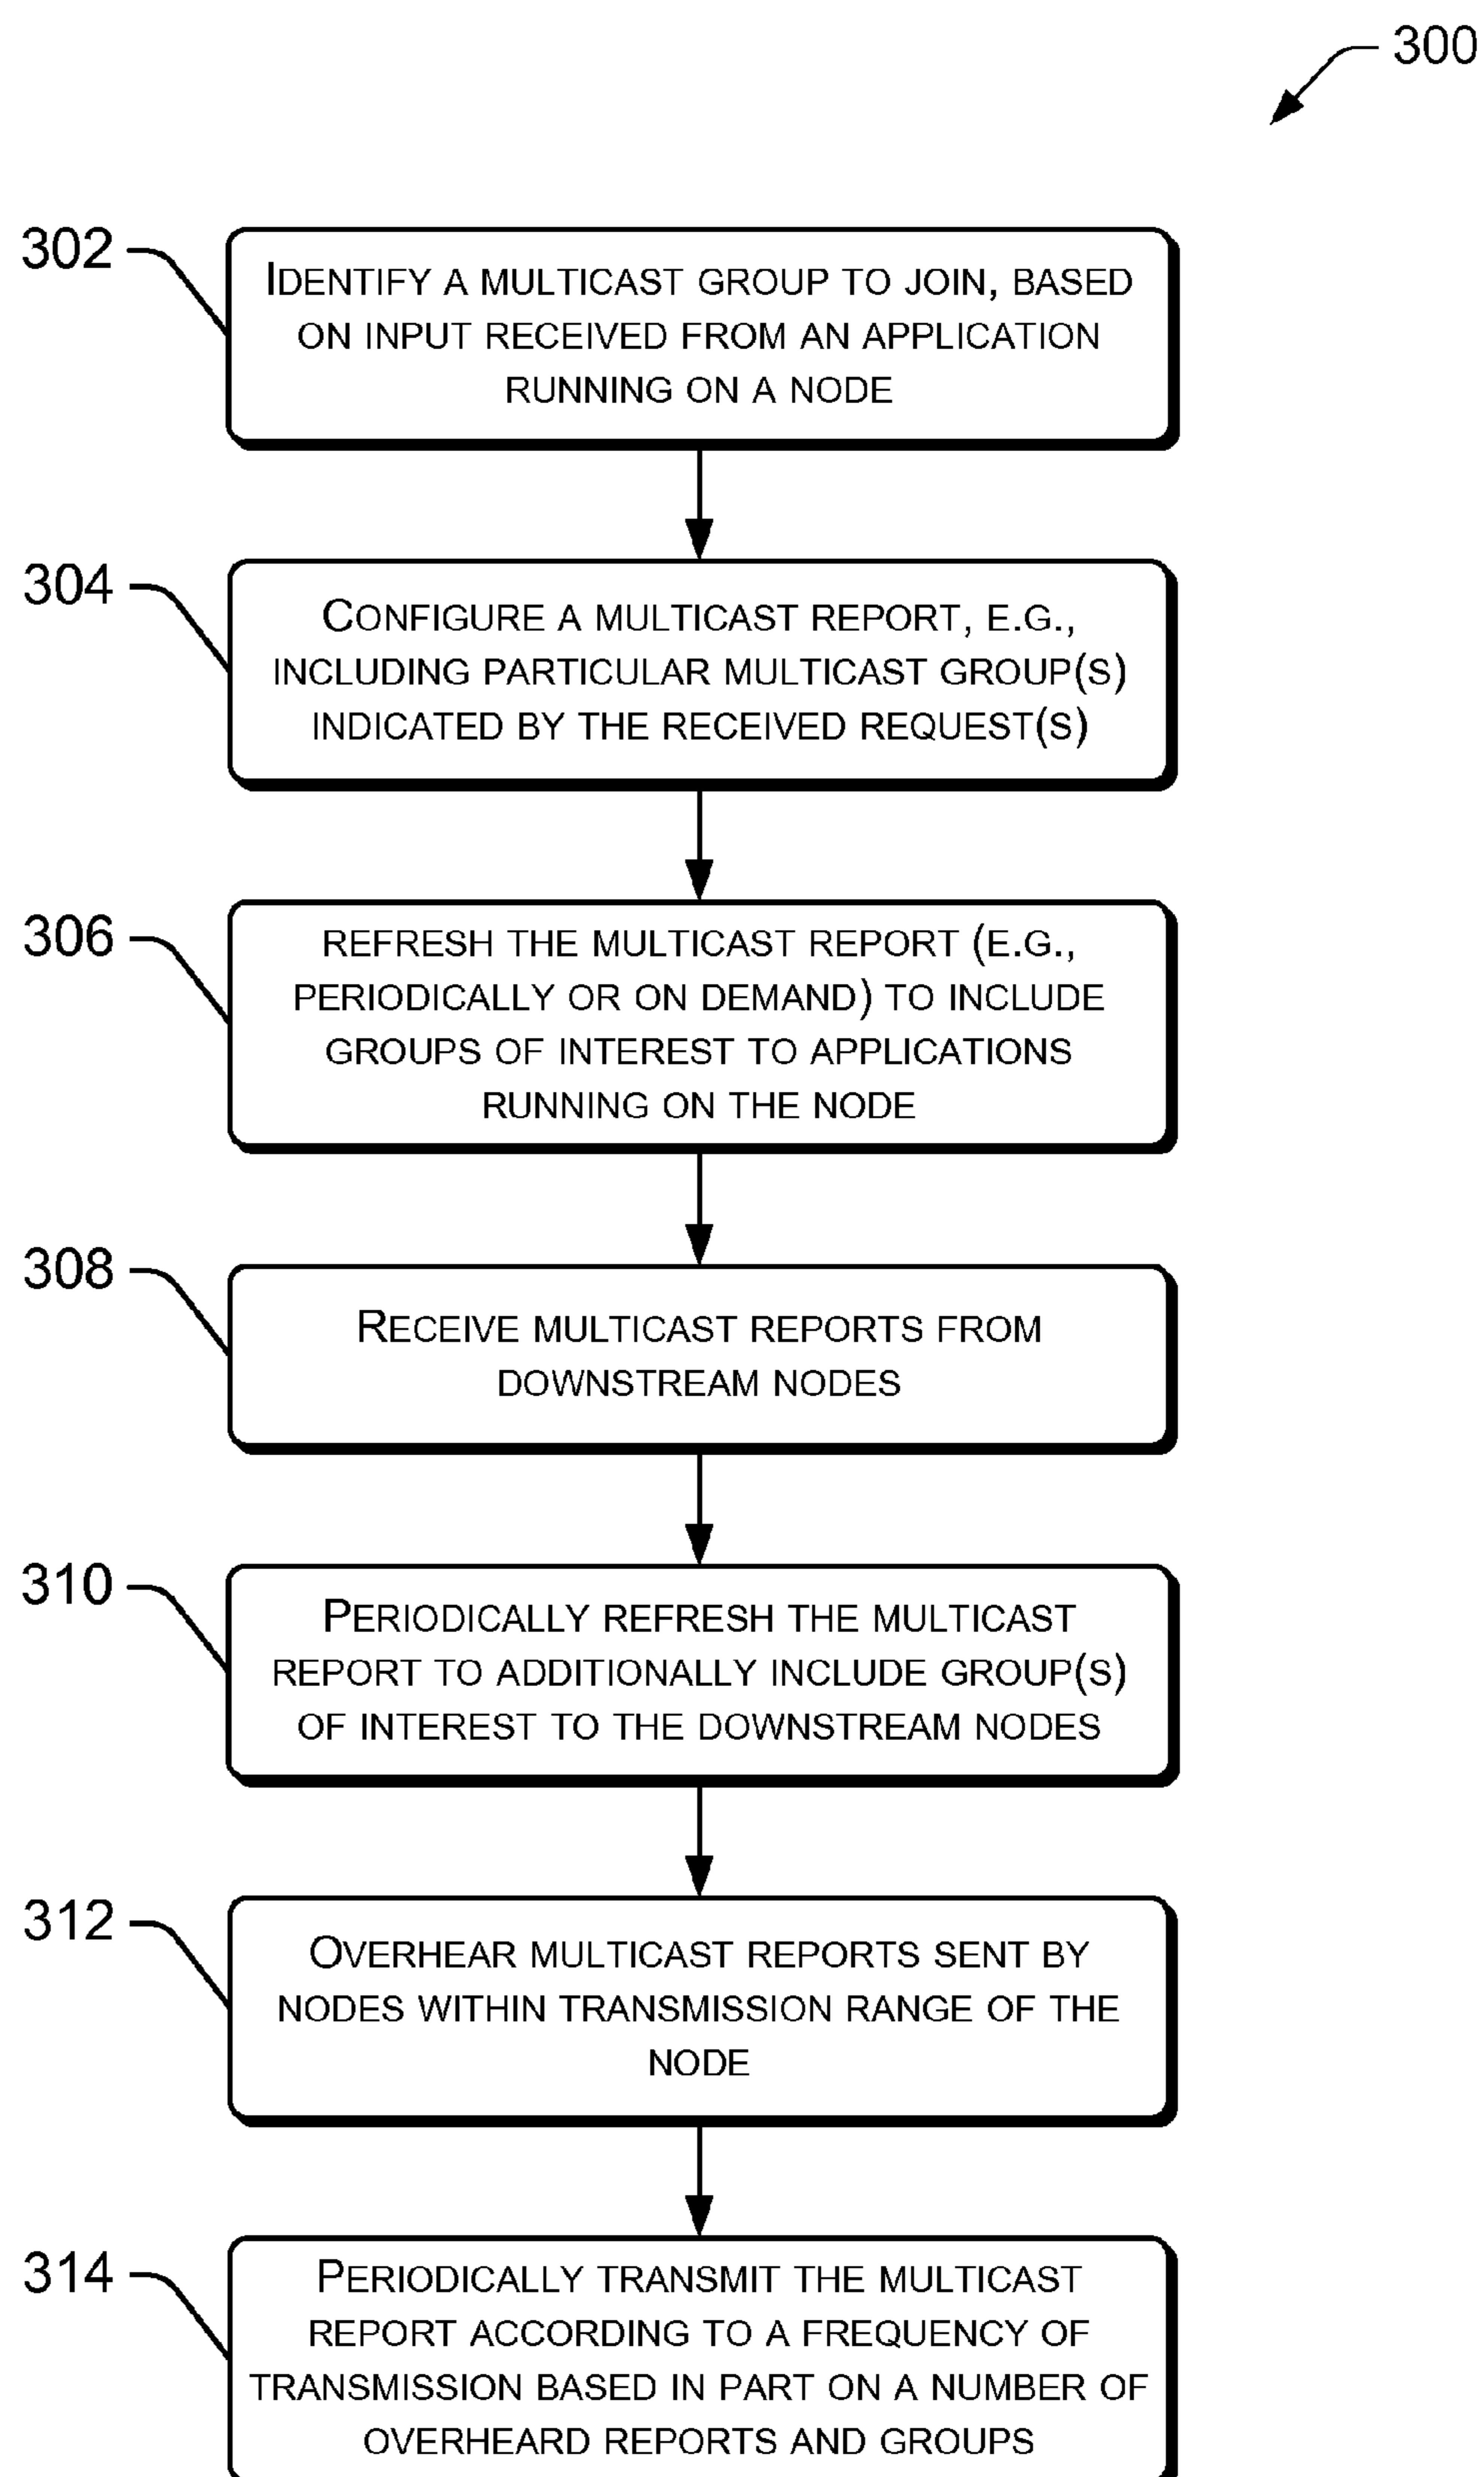 300
302
IDENTIFY A MULTICAST GROUP TO JOIN, BASED
ON INPUT RECEIVED FROM AN APPLICATION
RUNNING ON A NODE
304
CONFIGURE A MULTICAST REPORT, E.G.,
INCLUDING PARTICULAR MULTICAST GROUP(S)
INDICATED BY THE RECEIVED REQUEST(S)
306
REFRESH THE MULTICAST REPORT (E.G.,
PERIODICALLY OR ON DEMAND) TO INCLUDE
GROUPS OF INTEREST TO APPLICATIONS
RUNNING ON THE NODE
308
RECEIVE MULTICAST REPORTS FROM
DOWNSTREAM NODES
310
PERIODICALLY REFRESH THE MULTICAST
REPORT TO ADDITIONALLY INCLUDE GROUP(S)
OF INTEREST TO THE DOWNSTREAM NODES
312
OVERHEAR MULTICAST REPORTS SENT BY
NODES WITHIN TRANSMISSION RANGE OF THE
NODE
314
PERIODICALLY TRANSMIT THE MULTICAST
REPORT ACCORDING TO A FREQUENCY OF
TRANSMISSION BASED IN PART ON A NUMBER OF
OVERHEARD REPORTS AND GROUPS